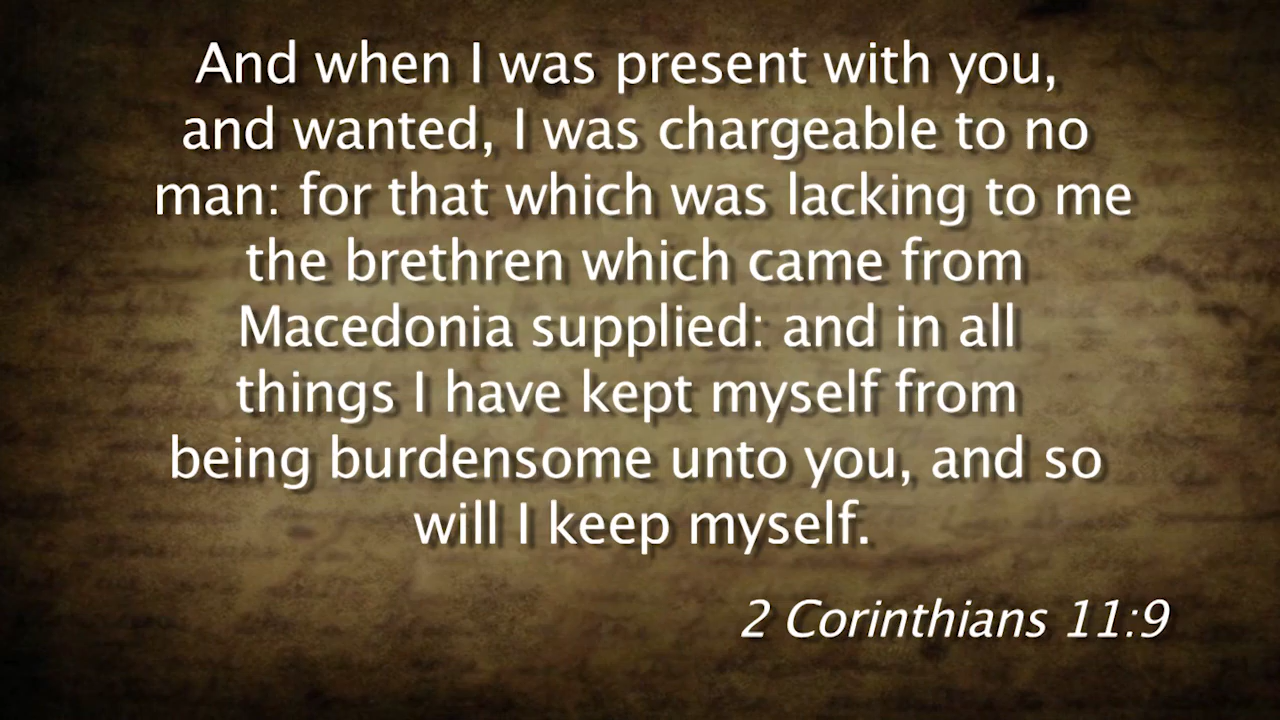 And when I was present with you,
and wanted, I was chargeable to no
man: for that which was lacking to me
the brethren which came from
Macedonia supplied: and in all
things I have kept myself from
being burdensome unto you, and so
will I keep myself.
2 Corinthians 11:9